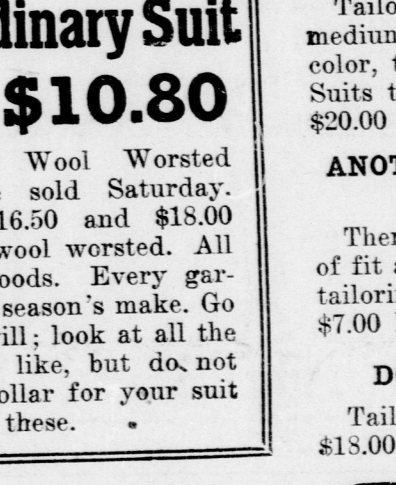 dinary Suit
$10.80
Wool Worsted
sold Saturday.
16.50 and $18.00
wool worsted. All
oods. Every gar-
season's make. Go
ill; look at all the
like, but do not
ollar for your suit
these.
Tailo
medium
color,
Suits t
$20.00
ANOT
Ther
of fit a
tailori
$7.00
D
Tail
$18.00